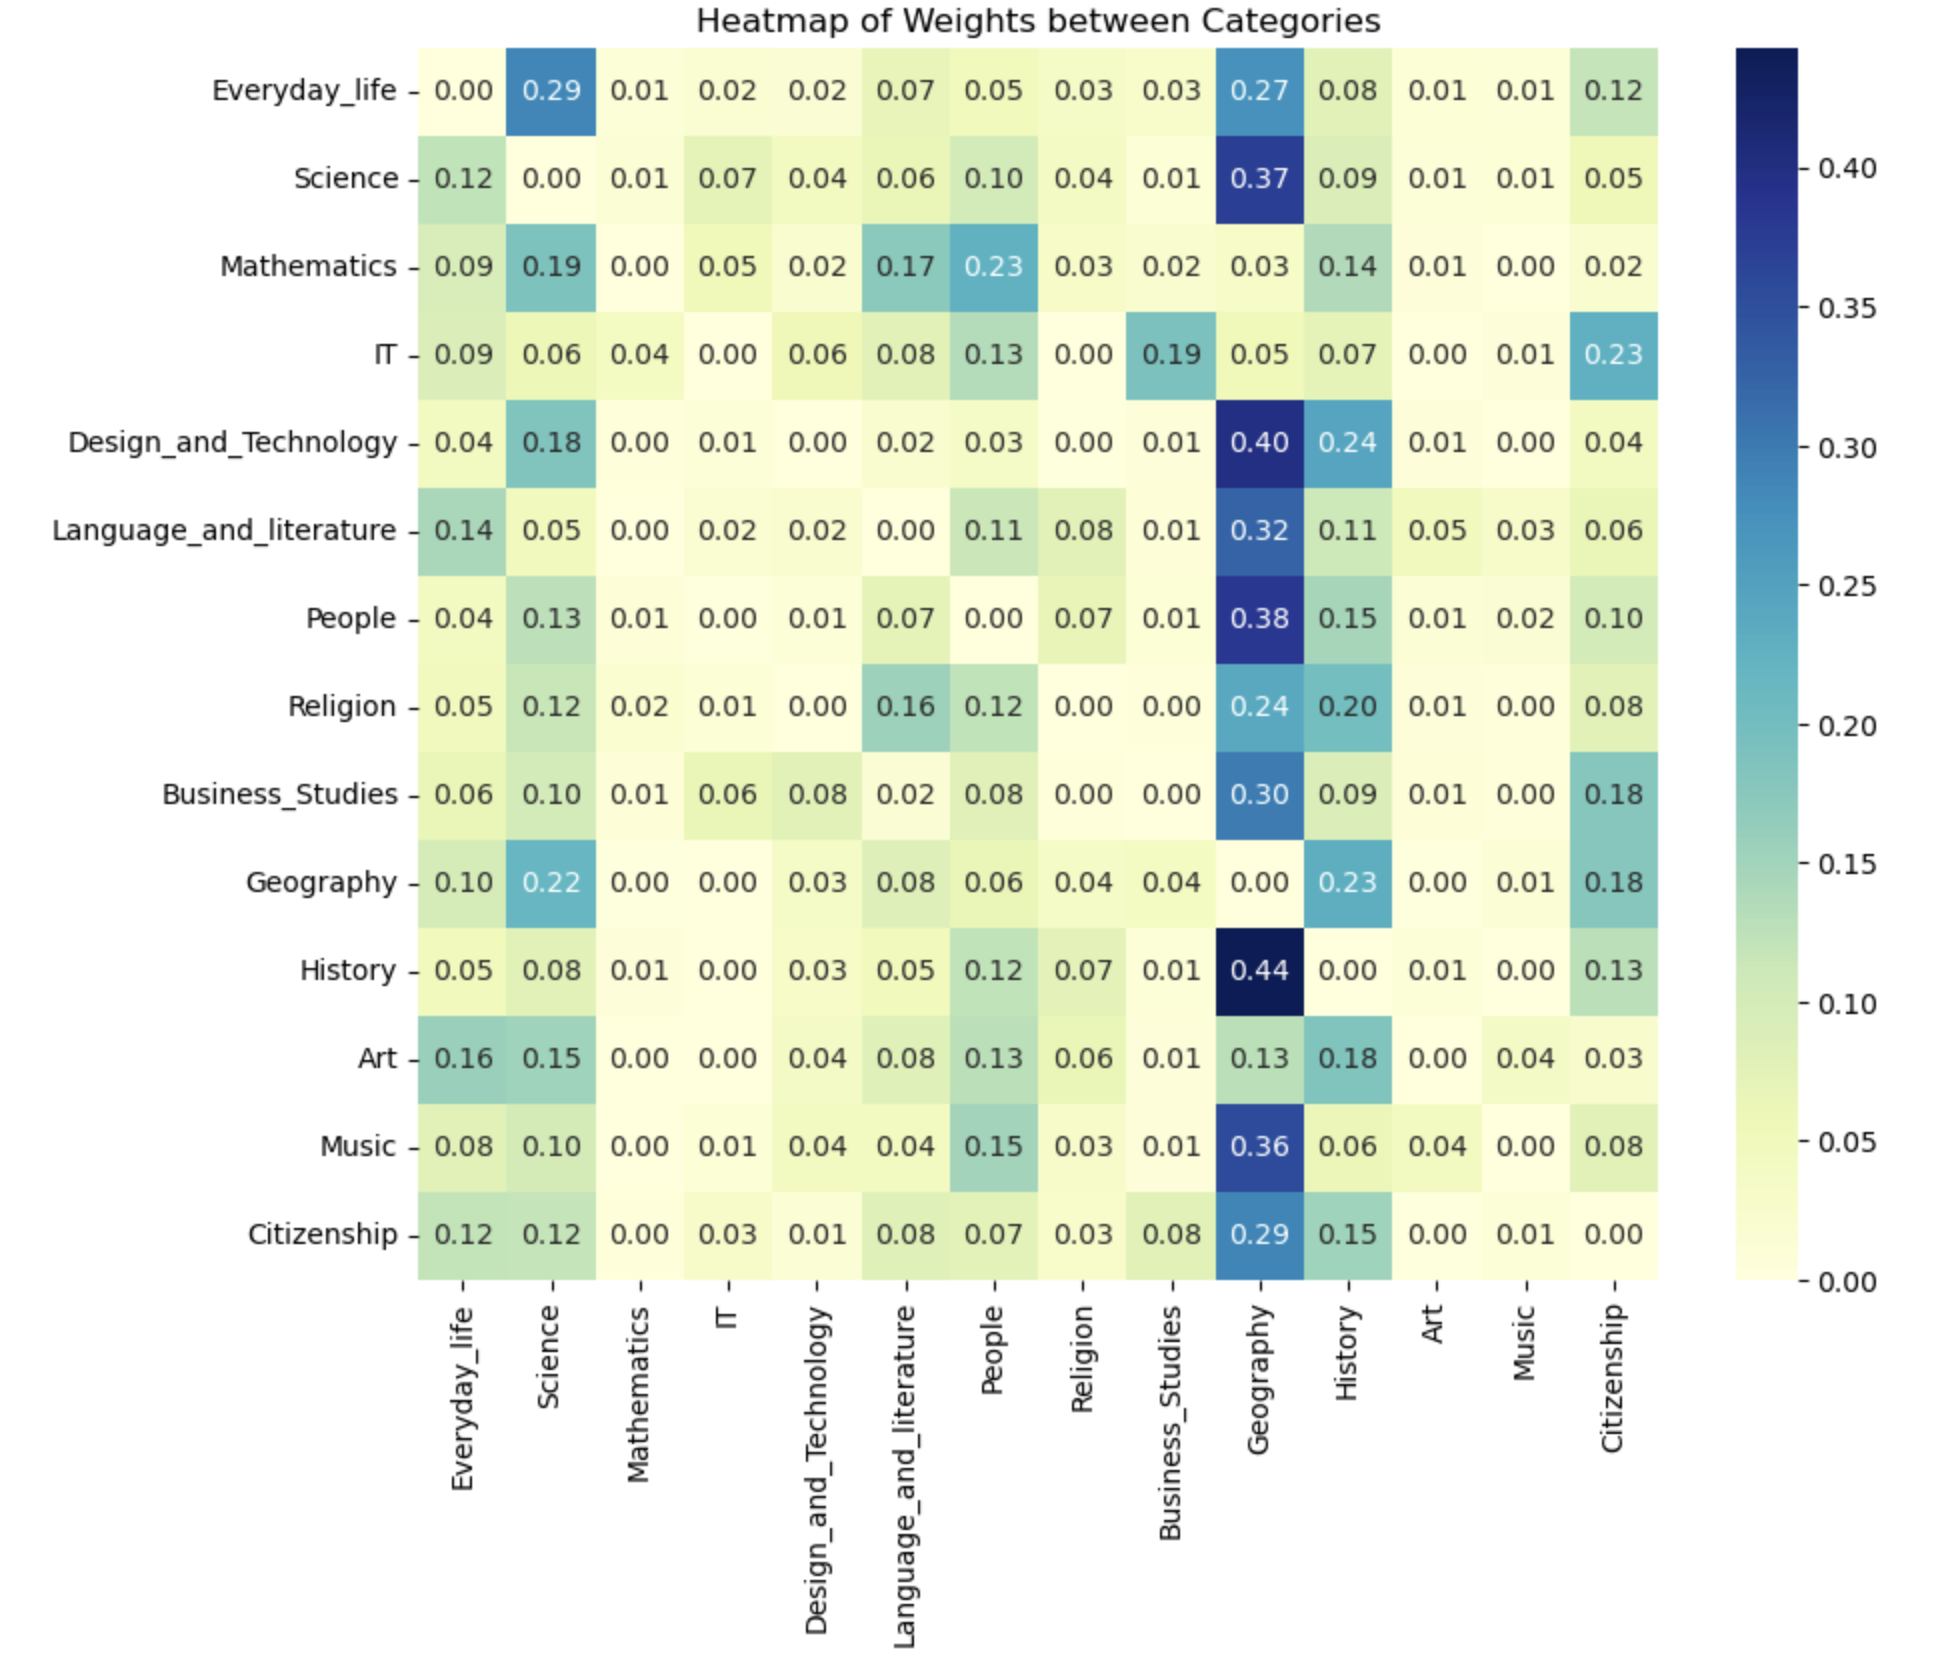 Heatmap of Weights between Categories
Everyday_life 0.00 0.29 0.01 0.02 0.02 0.07 0.05 0.03 0.03 0.27 0.08 0.01 0.01 0.12
Science 0.12 0.00 0.01 0.07 0.04 0.06 0.10 0.04 0.01 0.37 0.09 0.01 0.01 0.05
Mathematics 0.09 0.19 0.00 0.05 0.02 0.17 0.23 0.03 0.02 0.03 0.14 0.01 0.00 0.02
IT 0.09 0.06 0.04 0.00 0.06 0.08 0.13 0.00 0.19 0.05 0.07 0.00 0.01 0.23
Design_and_Technology 0.04 0.18 0.00 0.01 0.00 0.02 0.03 0.00 0.01 0.40 0.24 0.01 0.00 0.04
Language_and_literature 0.14 0.05 0.00 0.02 0.02 0.00 0.11 0.08 0.01 0.32 0.11 0.05 0.03 0.06
People 0.04 0.13 0.01 0.00 0.01 0.07 0.00 0.07 0.01 0.38 0.15 0.01 0.02 0.10
Religion 0.05 0.12 0.02 0.01 0.00 0.16 0.12 0.00 0.00 0.24 0.20 0.01 0.00 0.08
Business_Studies 0.06 0.10 0.01 0.06 0.08 0.02 0.08 0.00 0.00 0.30 0.09 0.01 0.00 0.18
Geography 0.10 0.22 0.00 0.00 0.03 0.08 0.06 0.04 0.04 0.00 0.23 0.00 0.01 0.18
History 0.05 0.08 0.01 0.00 0.03 0.05 0.12 0.07 0.01 0.44 0.00 0.01 0.00 0.13
Art 0.16 0.15 0.00 0.00 0.04 0.08 0.13 0.06 0.01 0.13 0.18 0.00 0.04 0.03
Music 0.08 0.10 0.00 0.01 0.04 0.04 0.15 0.03 0.01 0.36 0.06 0.04 0.00 0.08
Citizenship 0.12 0.12 0.00 0.03 0.01 0.08 0.07 0.03 0.08 0.29 0.15 0.00 0.01 0.00
Everyday_life
Science
Mathematics
IT
Design_and_Technology
Language_and_literature
People
Religion
Business_Studies
Geography
History
Art
Music
Citizenship
0.40
0.35
0.30
0.25
0.20
0.15
0.10
0.05
0.00